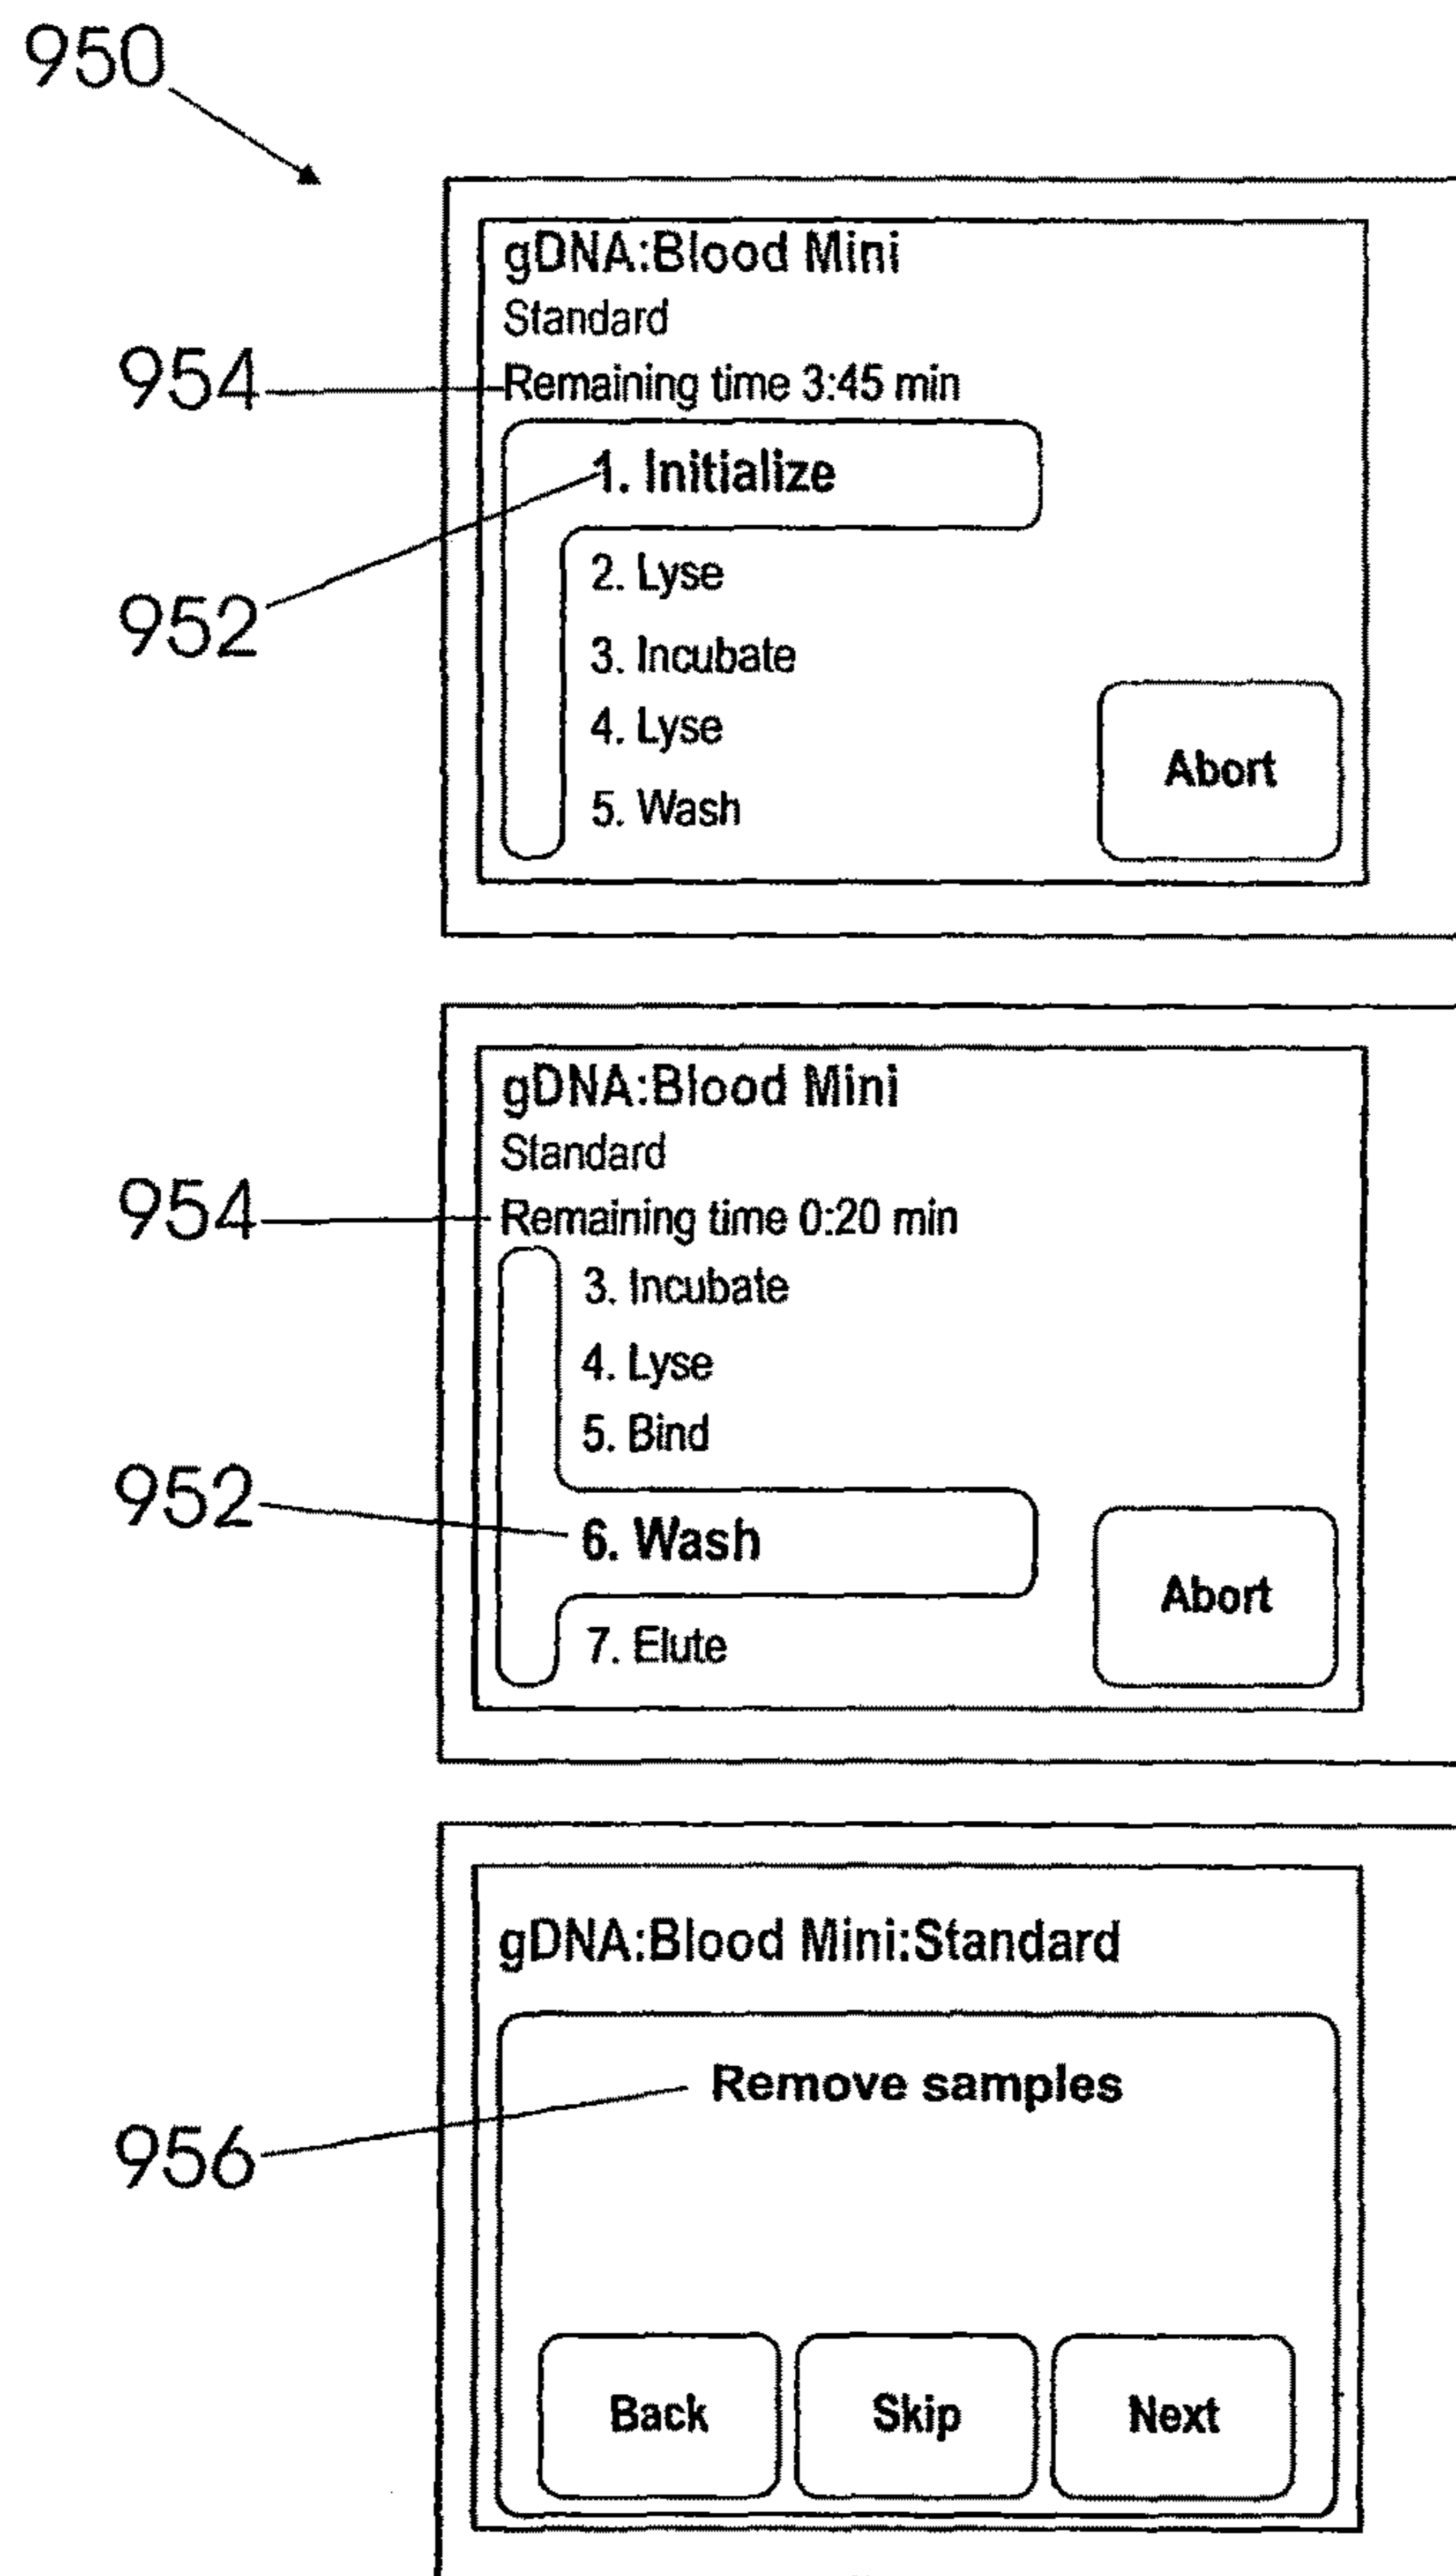 950
gDNA:Blood Mini
Standard
954
Remaining time 3:45 min
1. Initialize
952
2. Lyse
3. Incubate
4. Lyse
5. Wash
Abort
gDNA:Blood Mini
Standard
954
Remaining time 0:20 min
3. Incubate
4. Lyse
5. Bind
952
6. Wash
7. Elute
Abort
gDNA:Blood Mini:Standard
956
Remove samples
Back Skip Next